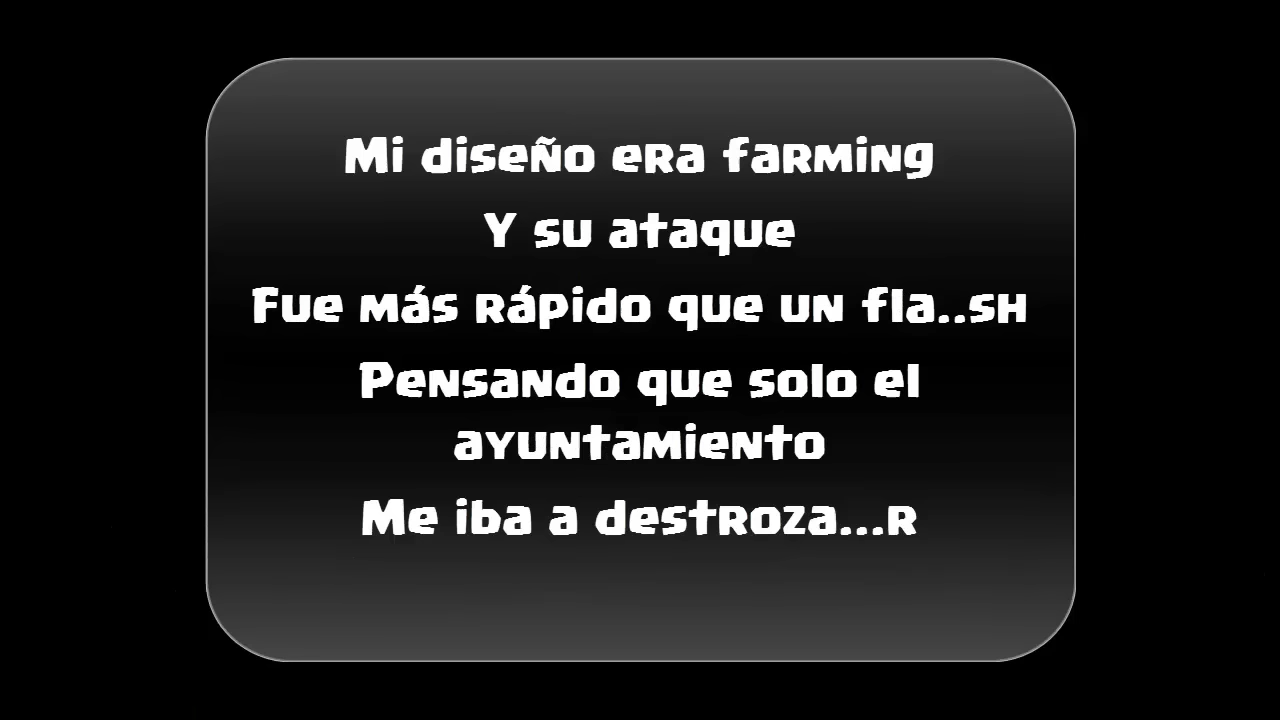 Mi diseño era farming
Y su ataque
Fue más rápido que un fla..sh
Pensando que solo el
ayuntamiento
Me iba a destroza...r